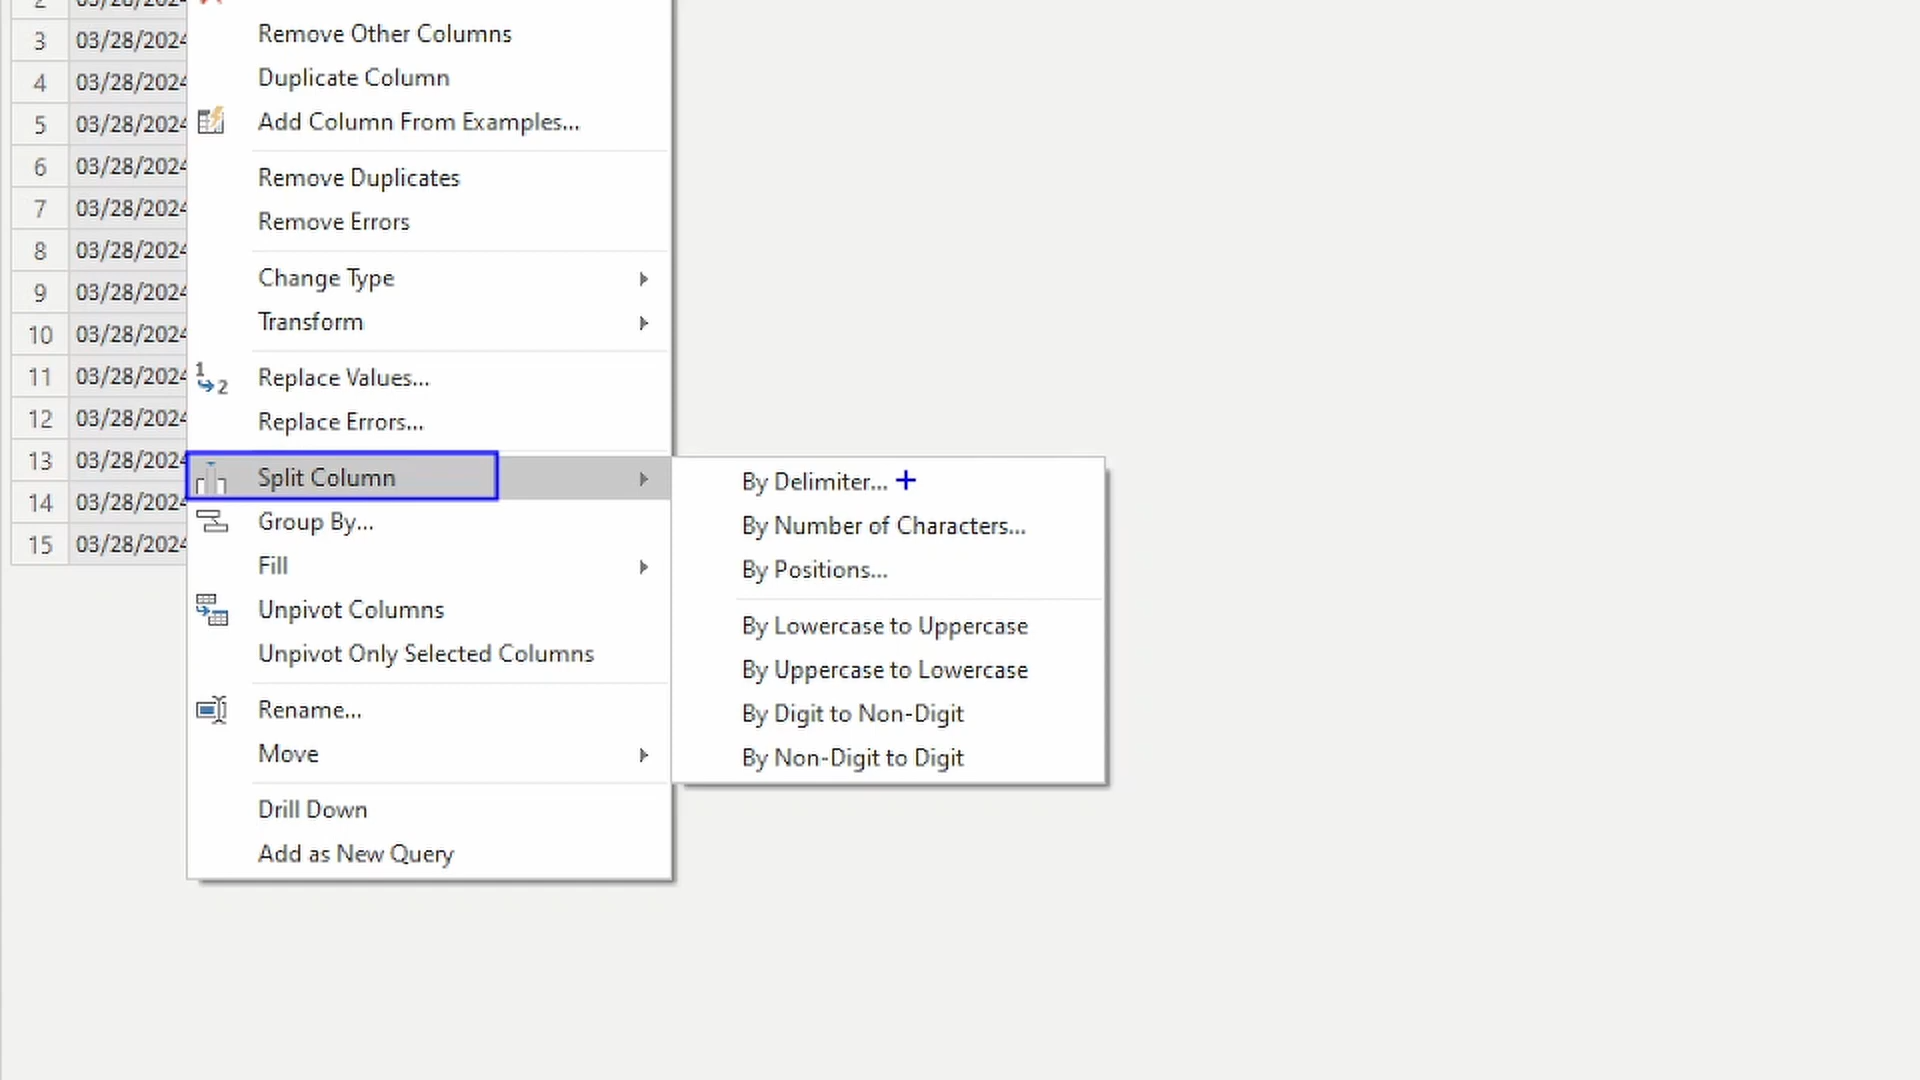 2 03/28/2024
3 03/28/2024
4 03/28/2024
5 03/28/2024
6 03/28/2024
7 03/28/2024
8 03/28/2024
9 03/28/2024
10 03/28/2024
11 03/28/2024
12 03/28/2024
13 03/28/2024
14 03/28/2024
15 03/28/2024
Remove Other Columns
Duplicate Column
Add Column From Examples...
Remove Duplicates
Remove Errors
Change Type
Transform
Replace Values...
Replace Errors...
Split Column
Group By...
Fill
Unpivot Columns
Unpivot Only Selected Columns
Rename...
Move
Drill Down
Add as New Query
By Delimiter...
By Number of Characters...
By Positions...
By Lowercase to Uppercase
By Uppercase to Lowercase
By Digit to Non-Digit
By Non-Digit to Digit